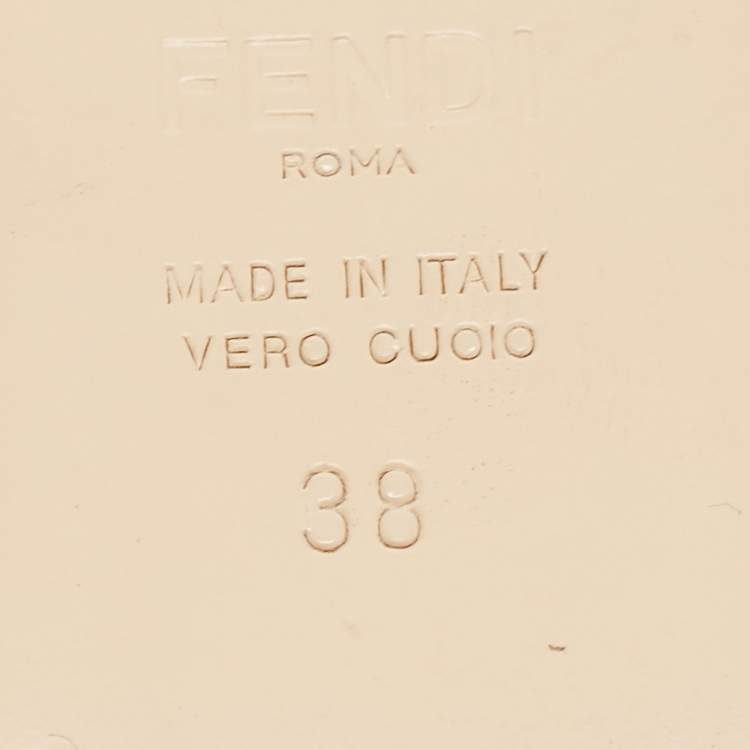 FENDI
ROMA
MADE IN ITALY
VERO CUOIO
38